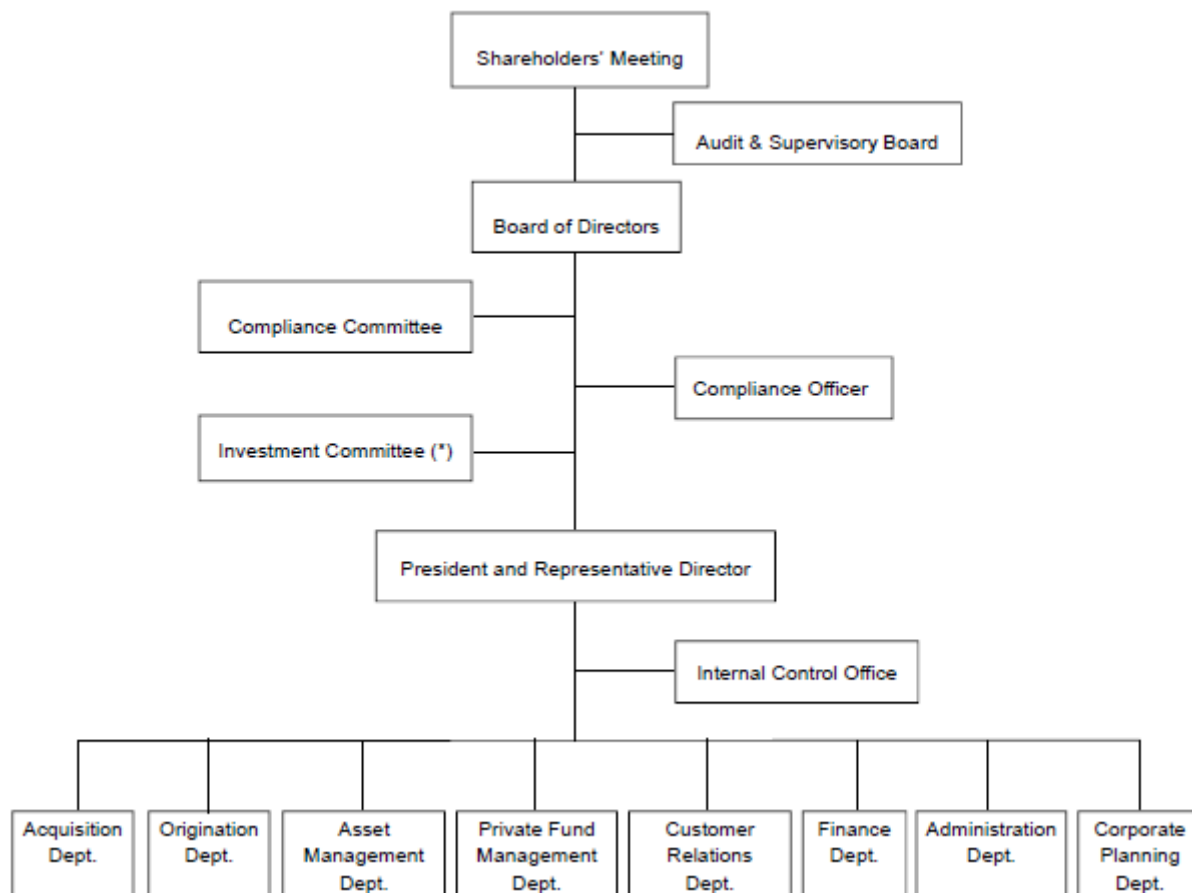 Shareholders' Meeting
Audit & Supervisory Board
Board of Directors
Compliance Committee
Compliance Officer
Investment Committee (*)
President and Representative Director
Internal Control Office
Acquisition
Dept.
Origination
Dept.
Asset
Management
Dept.
Private Fund
Management
Dept.
Customer
Relations
Dept.
Finance
Dept.
Administration
Dept.
Corporate
Planning
Dept.